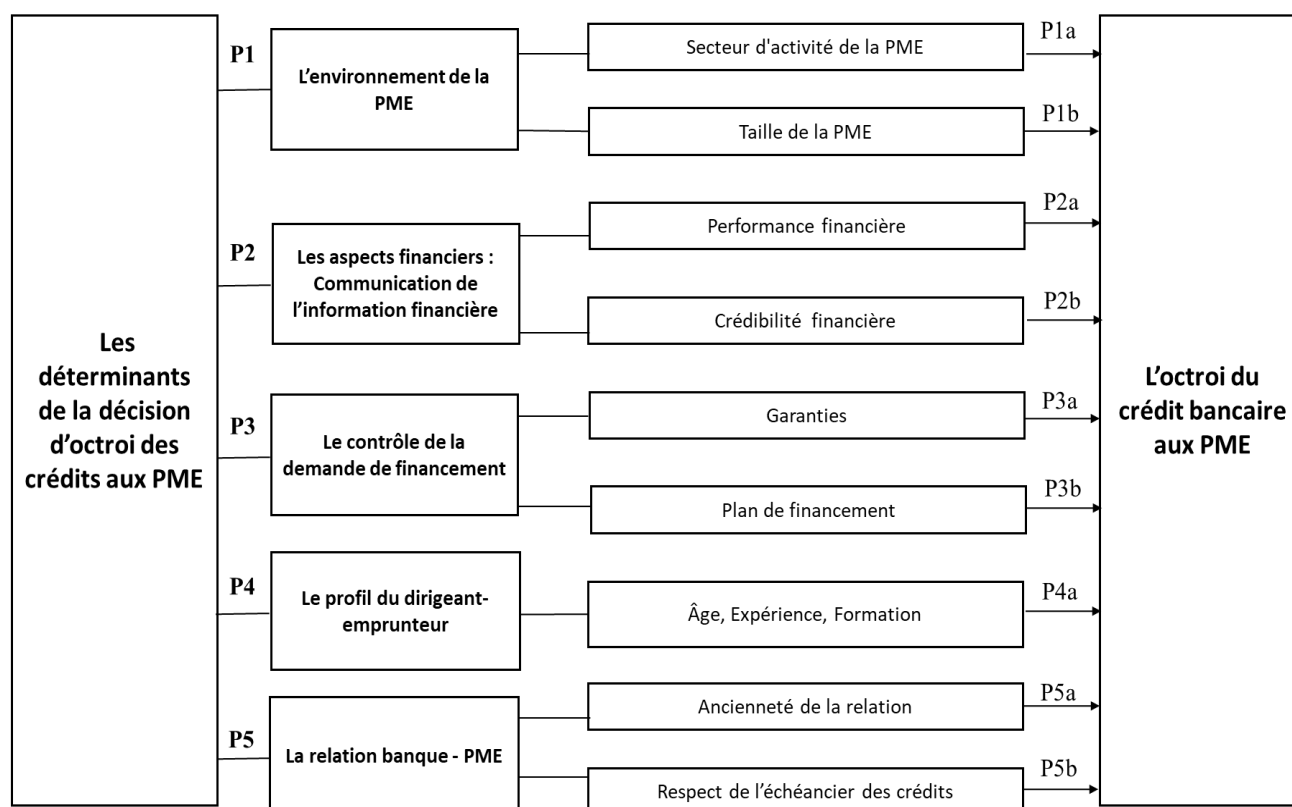 Les
déterminants
de la décision
d'octroi des
crédits aux PME
P1
L'environnement de la
PME
Secteur d'activité de la PME
P1a
Taille de la PME
P1b
P2
Les aspects financiers :
Communication de
l'information financière
Performance financière
P2a
Crédibilité financière
P2b
P3
Le contrôle de la
demande de financement
Garanties
P3a
Plan de financement
P3b
P4
Le profil du dirigeant-
emprunteur
Âge, Expérience, Formation
P4a
P5
La relation banque - PME
Ancienneté de la relation
P5a
Respect de l'échéancier des crédits
P5b
L'octroi du
crédit bancaire
aux PME